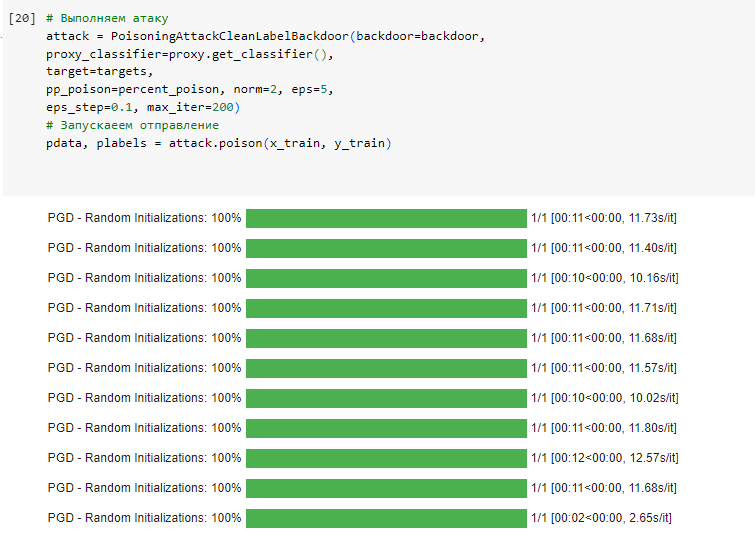 [20] # Выполняем атаку
attack = PoisoningAttackCleanLabelBackdoor(backdoor=backdoor,
proxy_classifier=proxy.get_classifier(),
target=targets,
pp_poison=percent_poison, norm=2, eps=5,
eps_step=0.1, max_iter=200)
# Запускаеем отправление
pdata, plabels = attack.poison(x_train, y_train)
PGD - Random Initializations: 100% 1/1 [00:11<00:00, 11.73s/it]
PGD - Random Initializations: 100% 1/1 [00:11<00:00, 11.40s/it]
PGD - Random Initializations: 100% 1/1 [00:10<00:00, 10.16s/it]
PGD - Random Initializations: 100% 1/1 [00:11<00:00, 11.71s/it]
PGD - Random Initializations: 100% 1/1 [00:11<00:00, 11.68s/it]
PGD - Random Initializations: 100% 1/1 [00:11<00:00, 11.57s/it]
PGD - Random Initializations: 100% 1/1 [00:10<00:00, 10.02s/it]
PGD - Random Initializations: 100% 1/1 [00:11<00:00, 11.80s/it]
PGD - Random Initializations: 100% 1/1 [00:12<00:00, 12.57s/it]
PGD - Random Initializations: 100% 1/1 [00:11<00:00, 11.68s/it]
PGD - Random Initializations: 100% 1/1 [00:02<00:00, 2.65s/it]